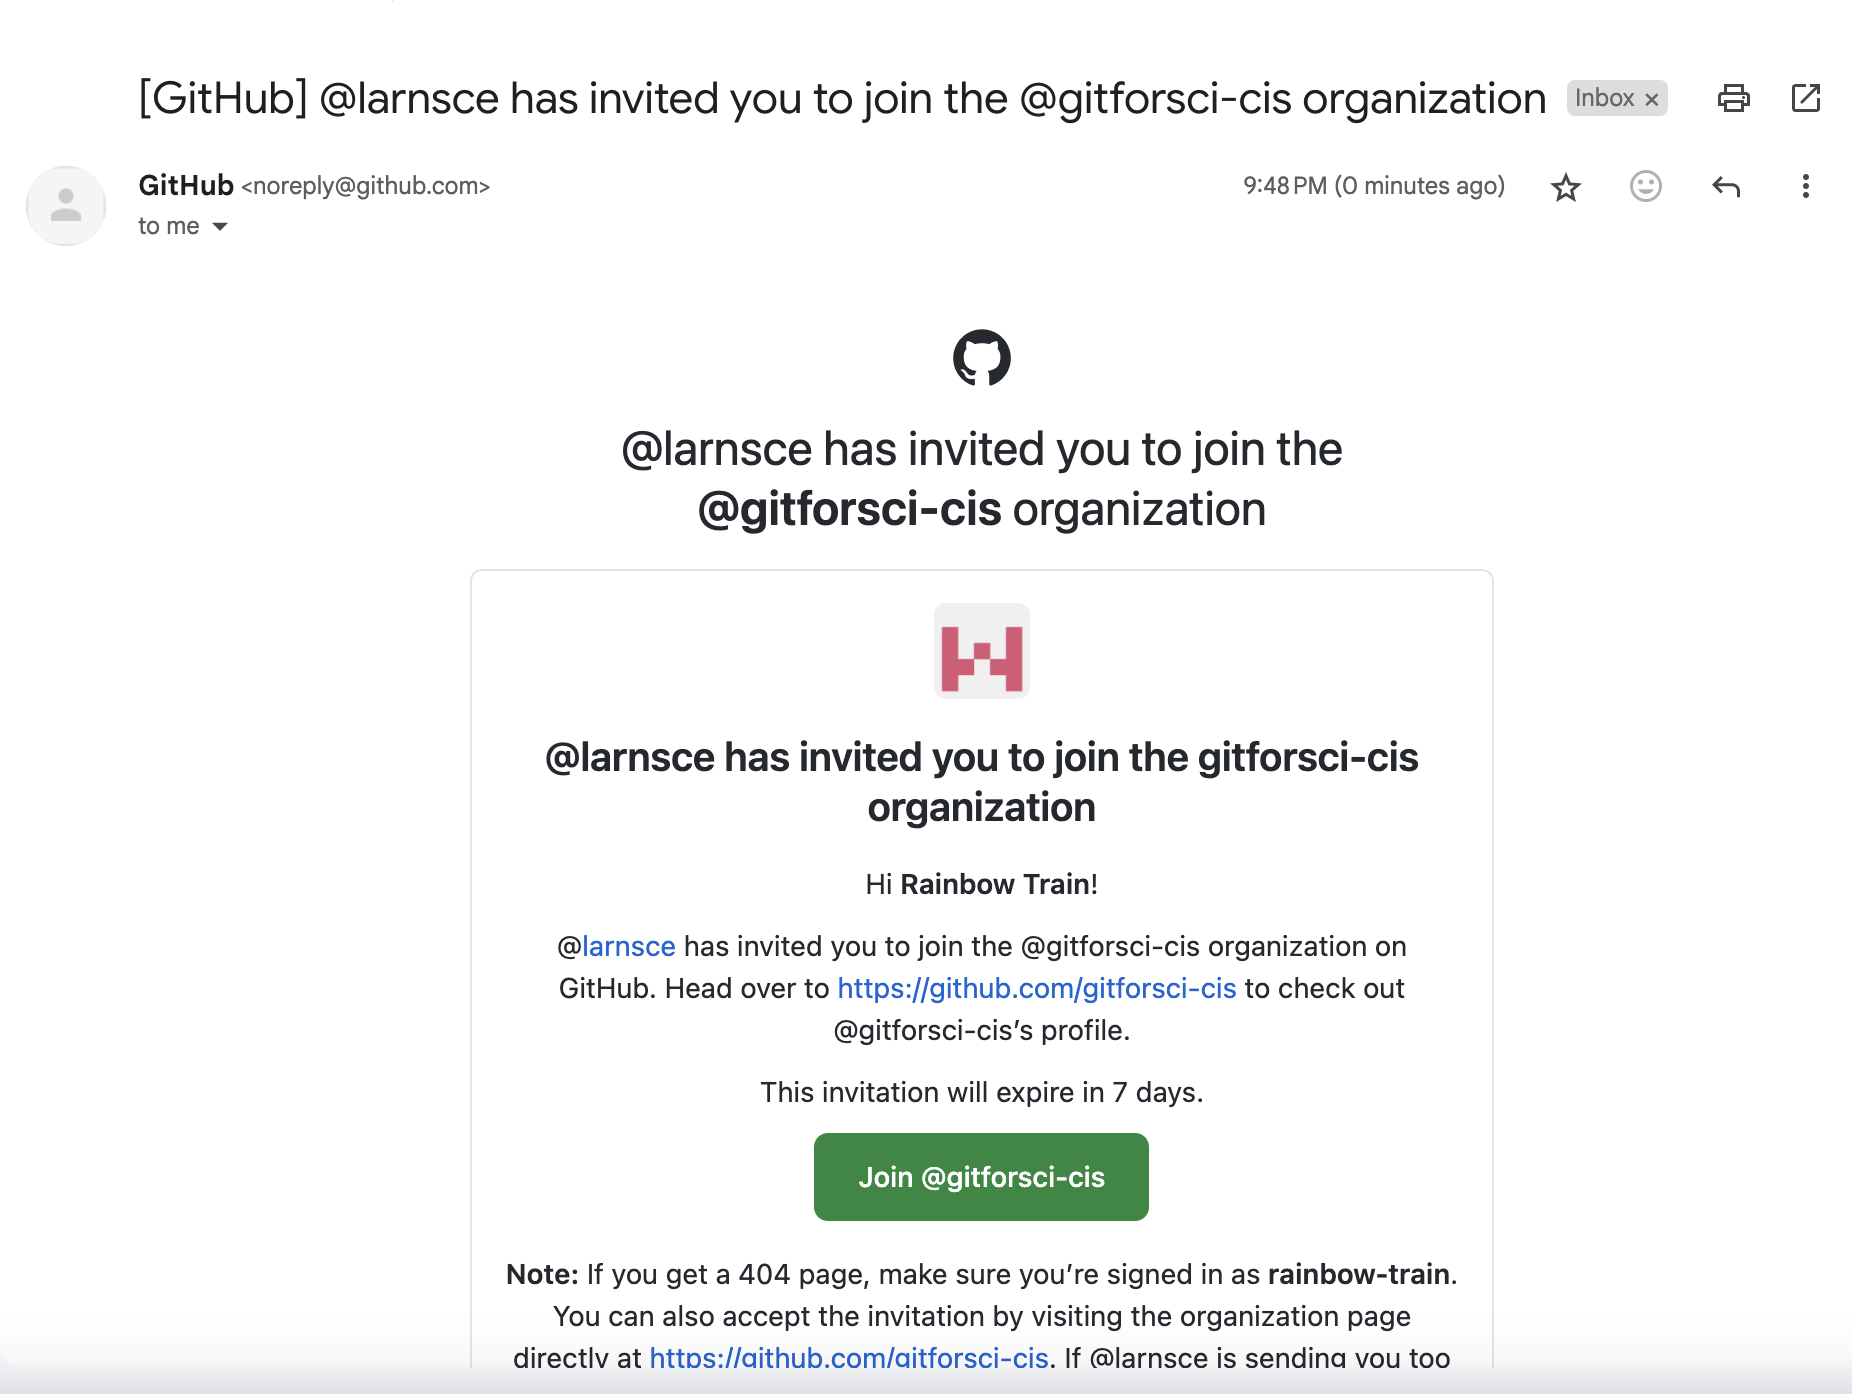 [GitHub] @larnsce has invited you to join the @gitforsci-cis organization Inbox ×
GitHub <noreply@github.com> 9:48 PM (0 minutes ago)
to me
@larnsce has invited you to join the
@gitforsci-cis organization
@larnsce has invited you to join the gitforsci-cis
organization
Hi Rainbow Train!
@larnsce has invited you to join the @gitforsci-cis organization on
GitHub. Head over to https://github.com/gitforsci-cis to check out
@gitforsci-cis’s profile.
This invitation will expire in 7 days.
Join @gitforsci-cis
Note: If you get a 404 page, make sure you’re signed in as rainbow-train.
You can also accept the invitation by visiting the organization page
directly at https://github.com/gitforsci-cis. If @larnsce is sending you too